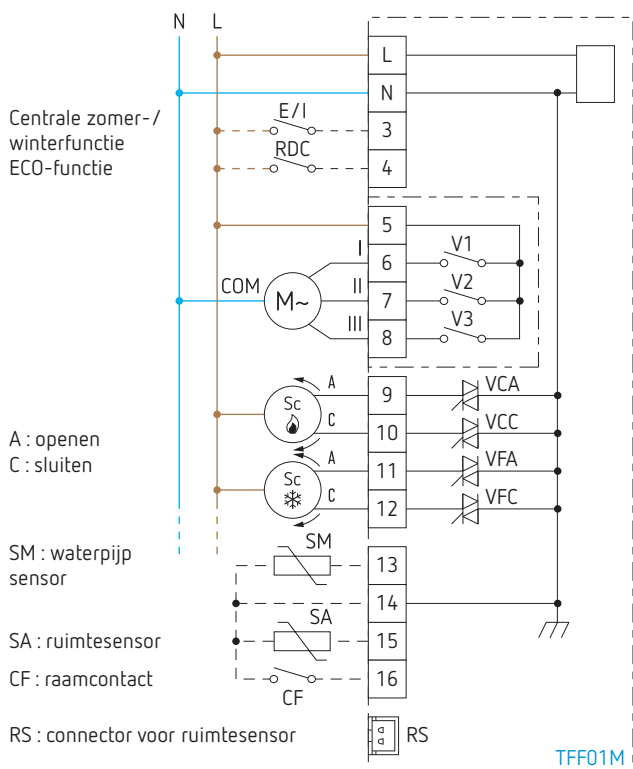 N L
L
N
Centrale zomer-/
winterfunctie
ECO-functie
E/I
3
RDC
4
5
I
6
V1
COM
M~
II
7
V2
III
8
V3
A
9
VCA
Sc
C
10
VCC
A : openen
C : sluiten
A
11
VFA
Sc
C
12
VFC
SM : waterpijp
sensor
SM
13
14
SA : ruimtesensor
SA
15
CF : raamcontact
CF
16
RS : connector voor ruimtesensor
RS
TFF01M